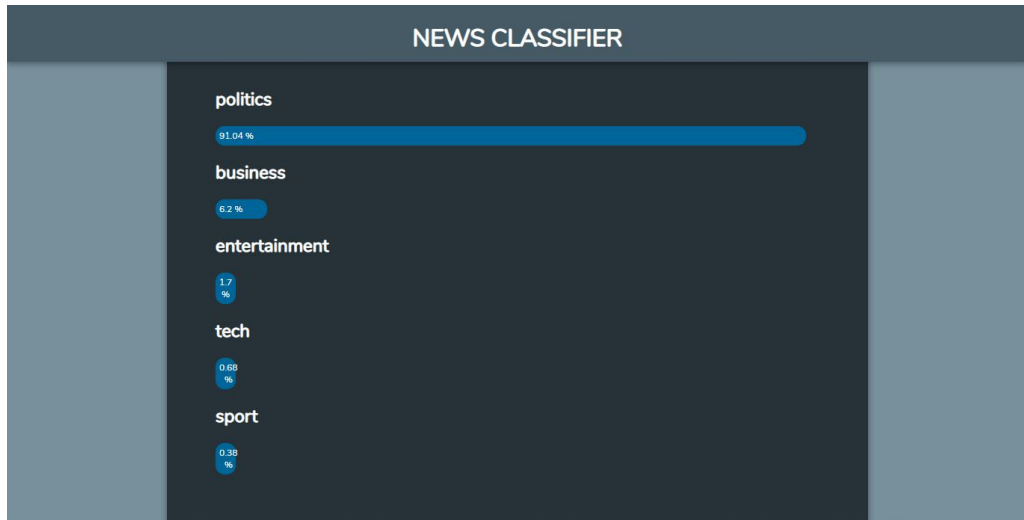 NEWS CLASSIFIER
politics
91.04 %
business
6.2 %
entertainment
1.7
%
tech
0.68
%
sport
0.38
%